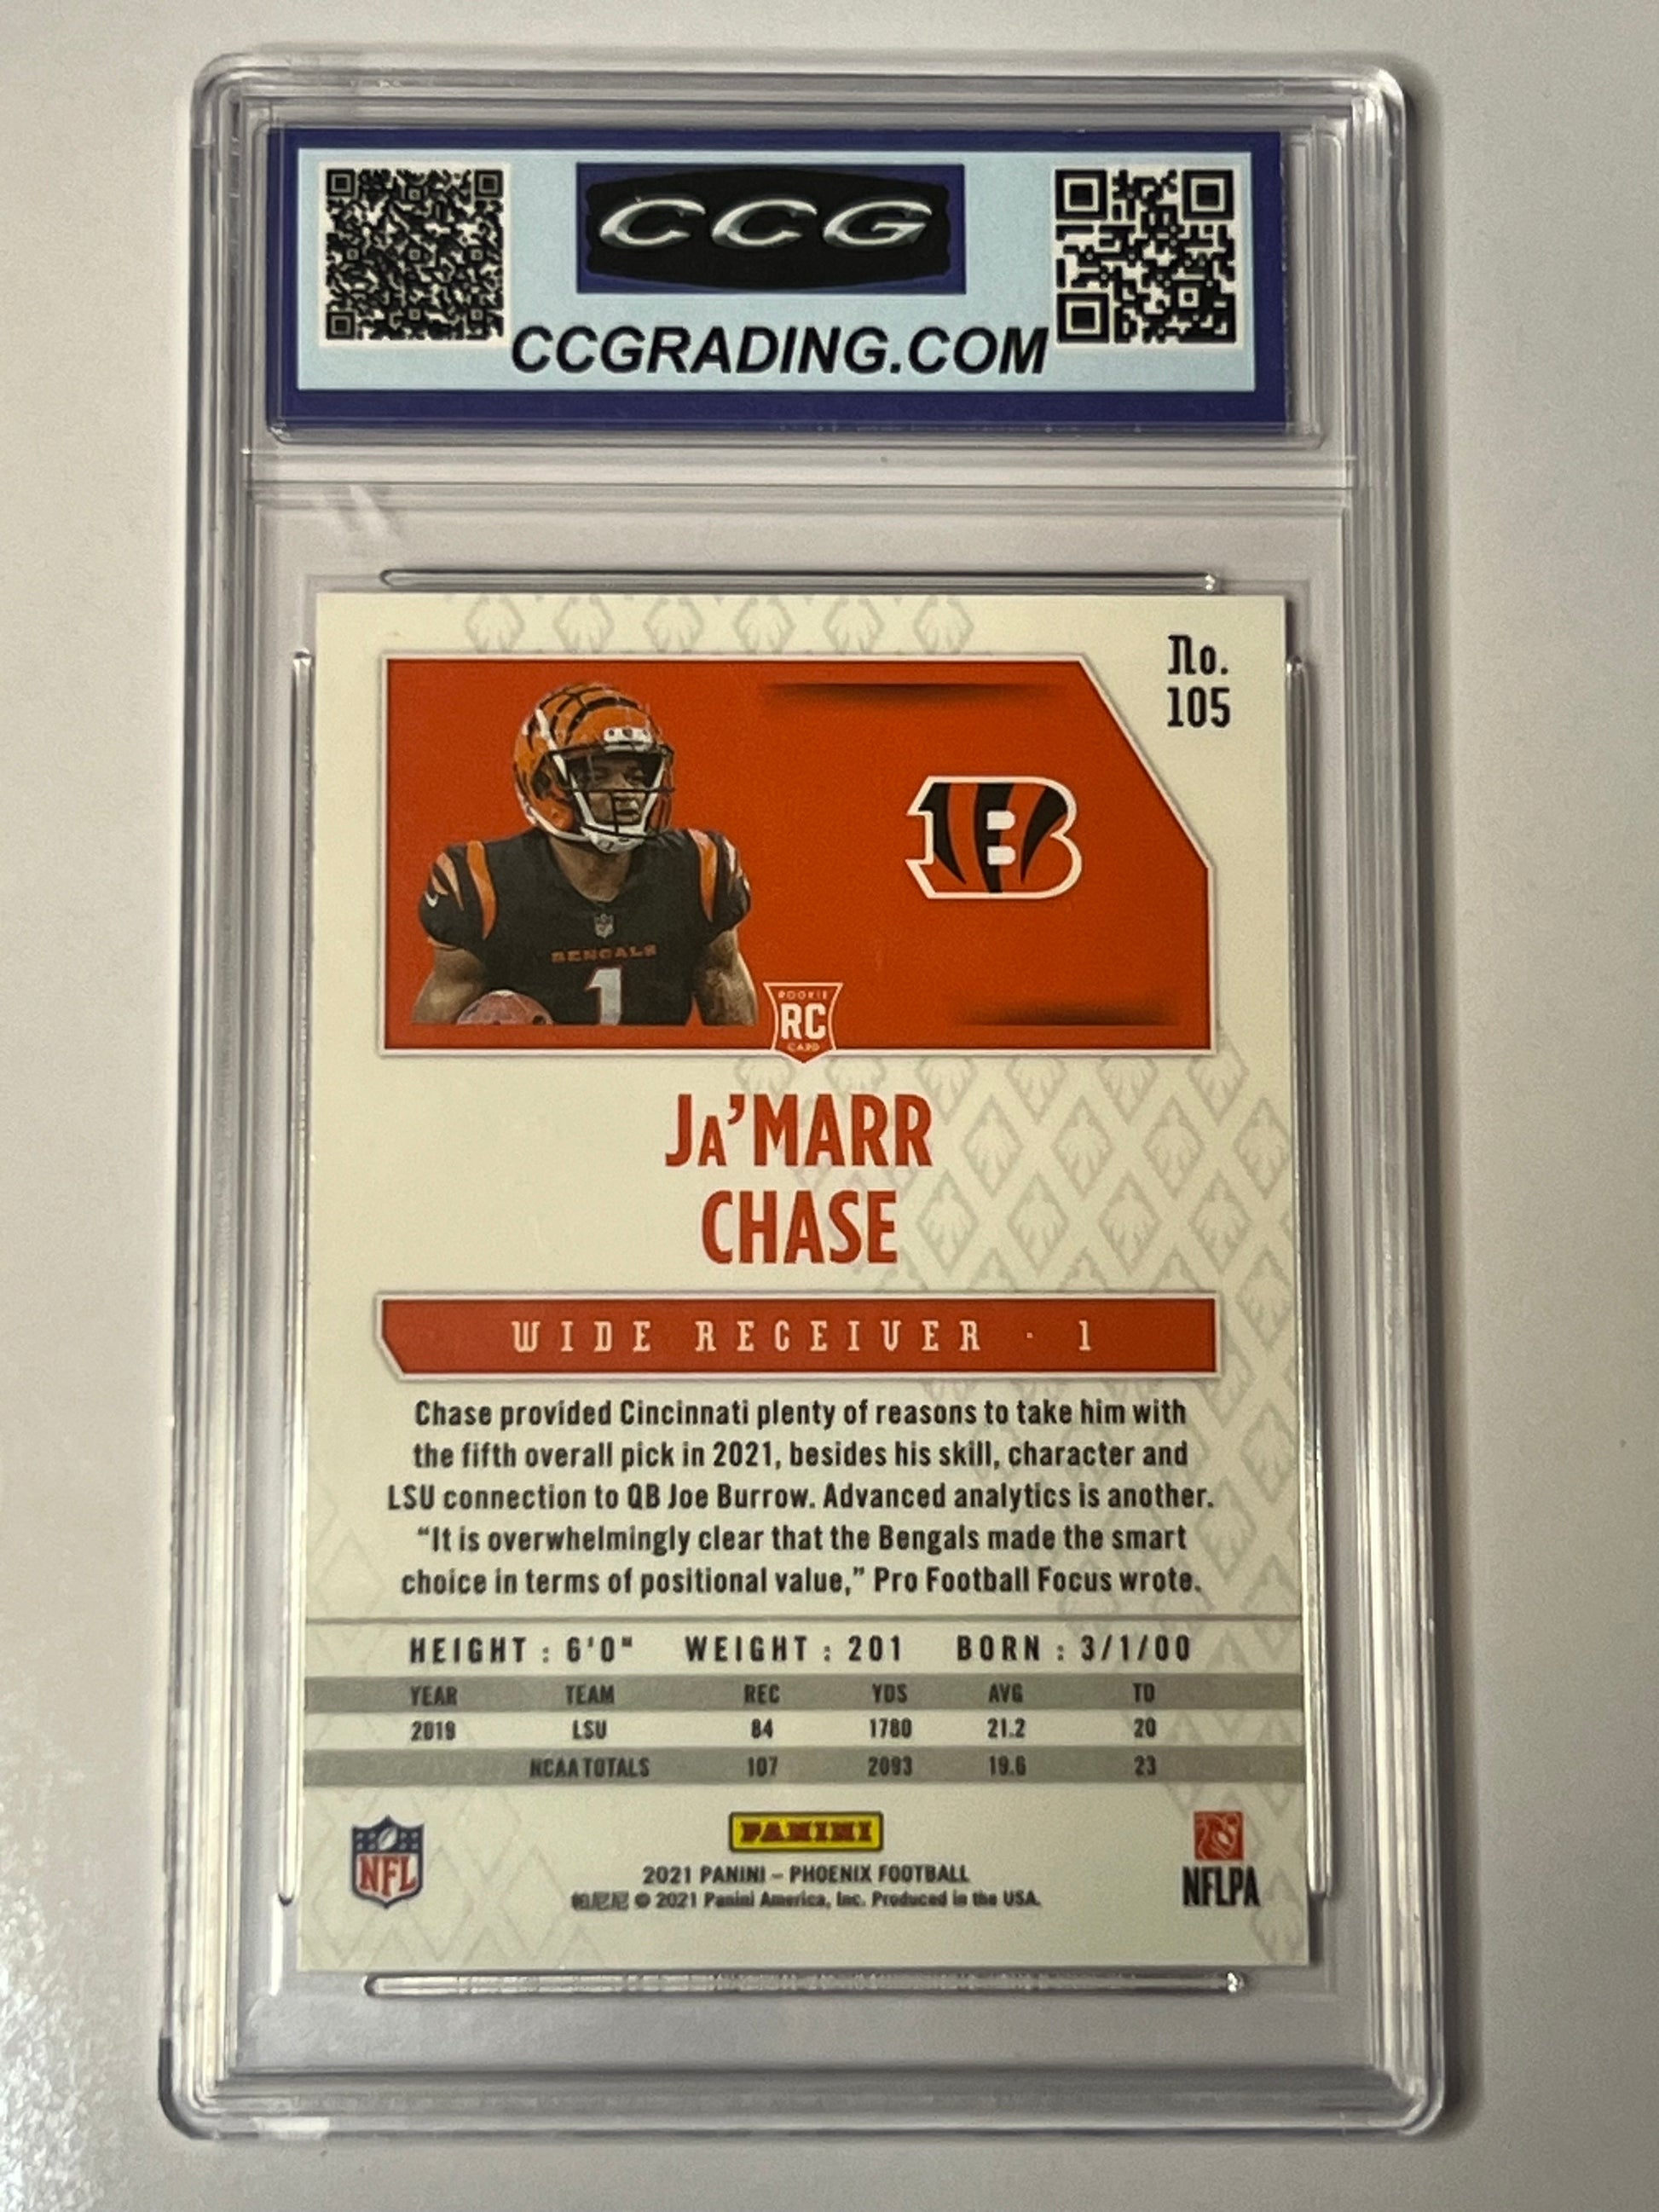 CCG
CCGRADING.COM
No.
105
BENGALS
1
ROOKIE
RC
CARD
JA'MARR
CHASE
WIDE RECEIVER · 1
Chase provided Cincinnati plenty of reasons to take him with
the fifth overall pick in 2021, besides his skill, character and
LSU connection to QB Joe Burrow. Advanced analytics is another.
“It is overwhelmingly clear that the Bengals made the smart
choice in terms of positional value,” Pro Football Focus wrote.
HEIGHT : 6'0" WEIGHT : 201 BORN : 3/1/00
YEAR TEAM REC YDS AVG TD
2019 LSU 84 1780 21.2 20
NCAA TOTALS 107 2093 19.6 23
NFL
PANINI
NFLPA
2021 PANINI – PHOENIX FOOTBALL
帕尼尼 © 2021 Panini America, Inc. Produced in the USA.